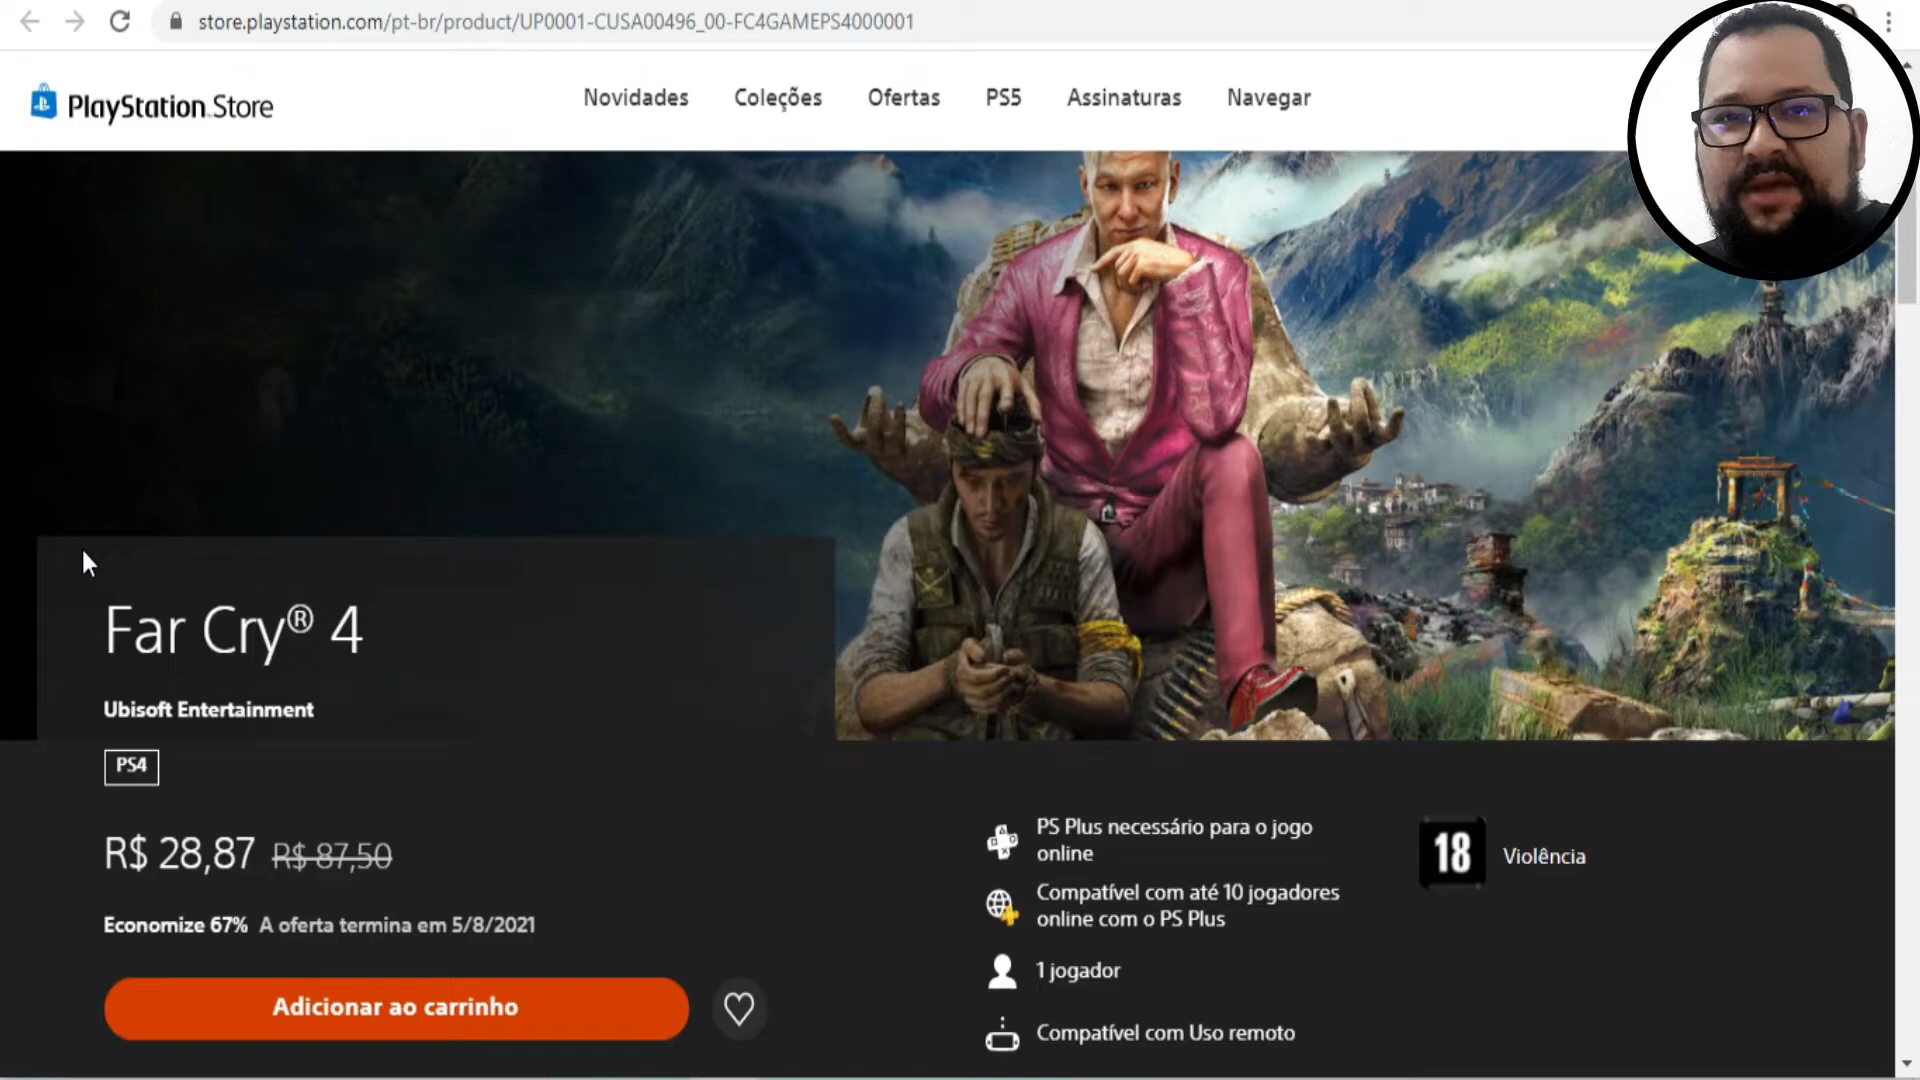 store.playstation.com/pt-br/product/UP0001-CUSA00496_00-FC4GAMEPS4000001
PlayStation Store
Novidades
Coleções
Ofertas
PS5
Assinaturas
Navegar
Far Cry® 4
Ubisoft Entertainment
PS4
R$ 28,87 R$ 87,50
Economize 67% A oferta termina em 5/8/2021
Adicionar ao carrinho
PS Plus necessário para o jogo
online
Compatível com até 10 jogadores
online com o PS Plus
1 jogador
Compatível com Uso remoto
18
Violência